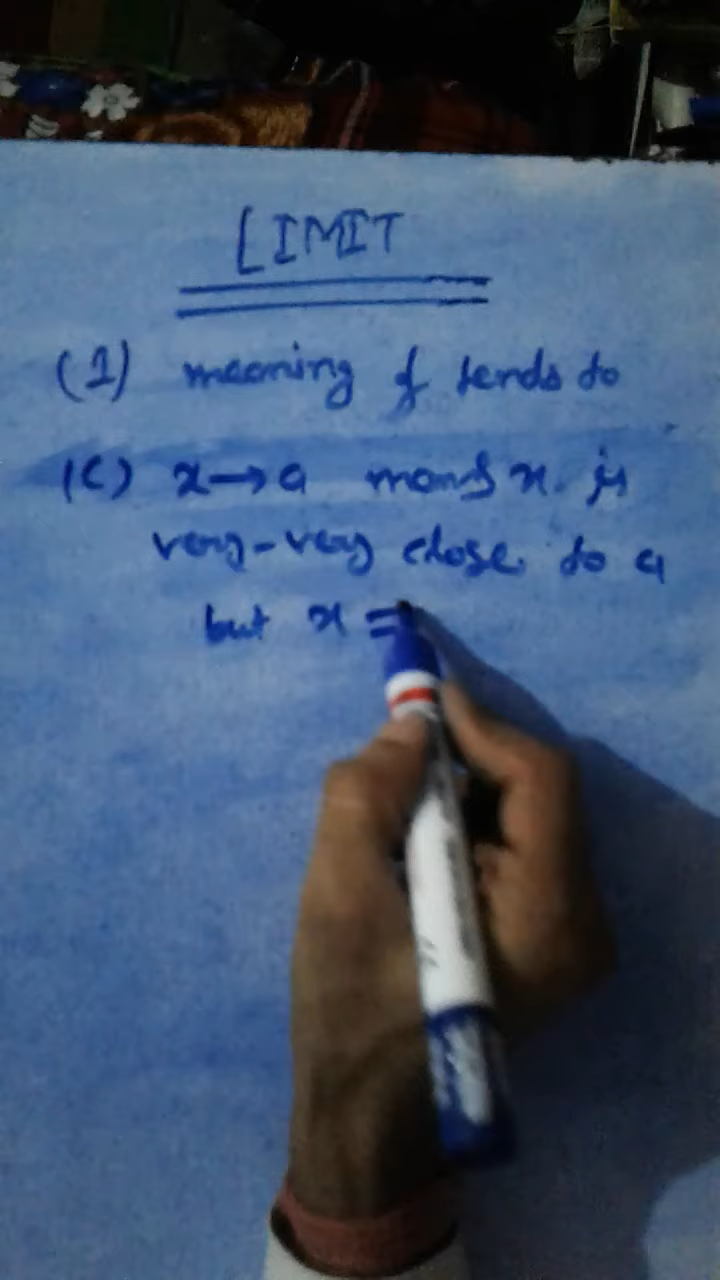 LIMIT
(1) meaning of tends to
(C) x→a means x is
very-very close to a
but x =